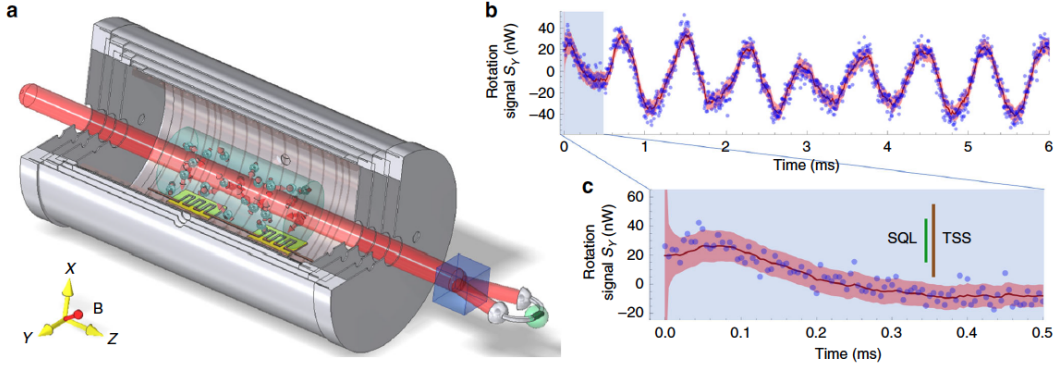 a
X
B
Y
Z
b
Rotation
signal S_Y (nW)
40
20
0
−20
−40
0
1
2
3
4
5
6
Time (ms)
c
Rotation
signal S_Y (nW)
60
40
20
0
−20
SQL
TSS
0.0
0.1
0.2
0.3
0.4
0.5
Time (ms)